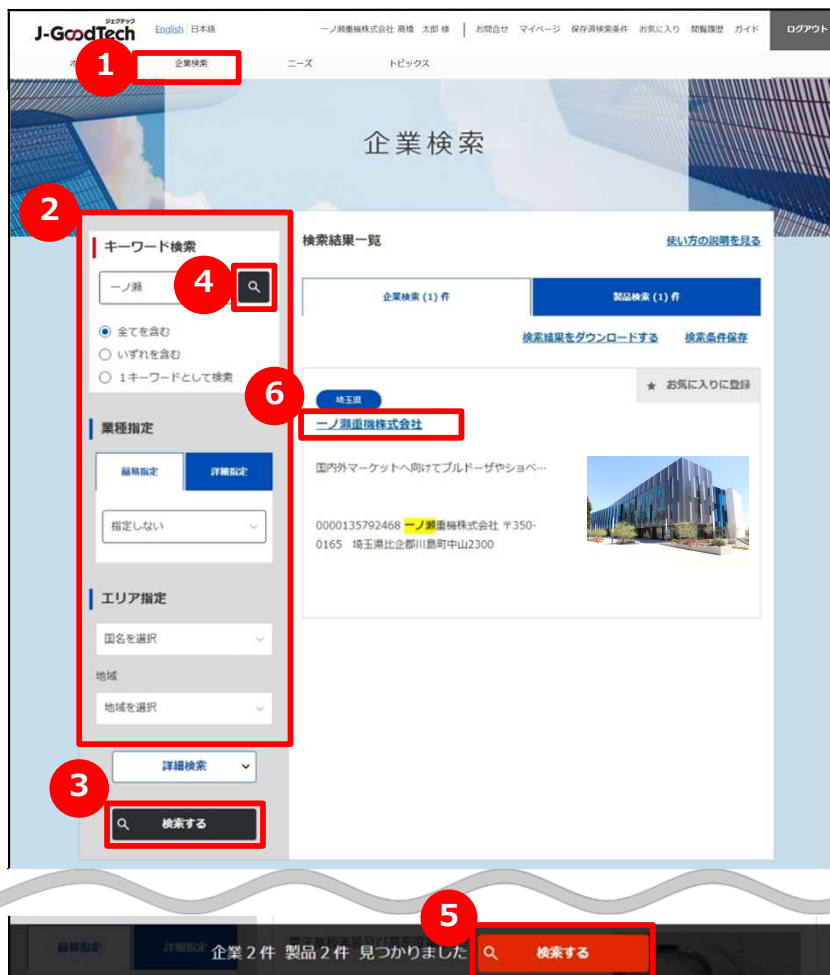 ジェグテック
J-GoodTech
English 日本語
一ノ瀬重機株式会社 高橋 太郎 様
お問合せ マイページ 保存済検索条件 お気に入り 閲覧履歴 ガイド
ログアウト
1
企業検索
ニーズ
トピックス
企業検索
2
キーワード検索
一ノ瀬
4
全てを含む
いずれを含む
1キーワードとして検索
業種指定
簡易指定
詳細指定
指定しない
エリア指定
国名を選択
地域
地域を選択
詳細検索
3
検索する
検索結果一覧
使い方の説明を見る
企業検索 (1) 件
製品検索 (1) 件
検索結果をダウンロードする
検索条件保存
★ お気に入りに登録
6
埼玉県
一ノ瀬重機株式会社
国内外マーケットへ向けてブルドーザやショベ…
0000135792468 一ノ瀬重機株式会社 〒350-
0165 埼玉県比企郡川島町中山2300
5
簡易指定
詳細指定
企業2件 製品2件 見つかりました
検索する